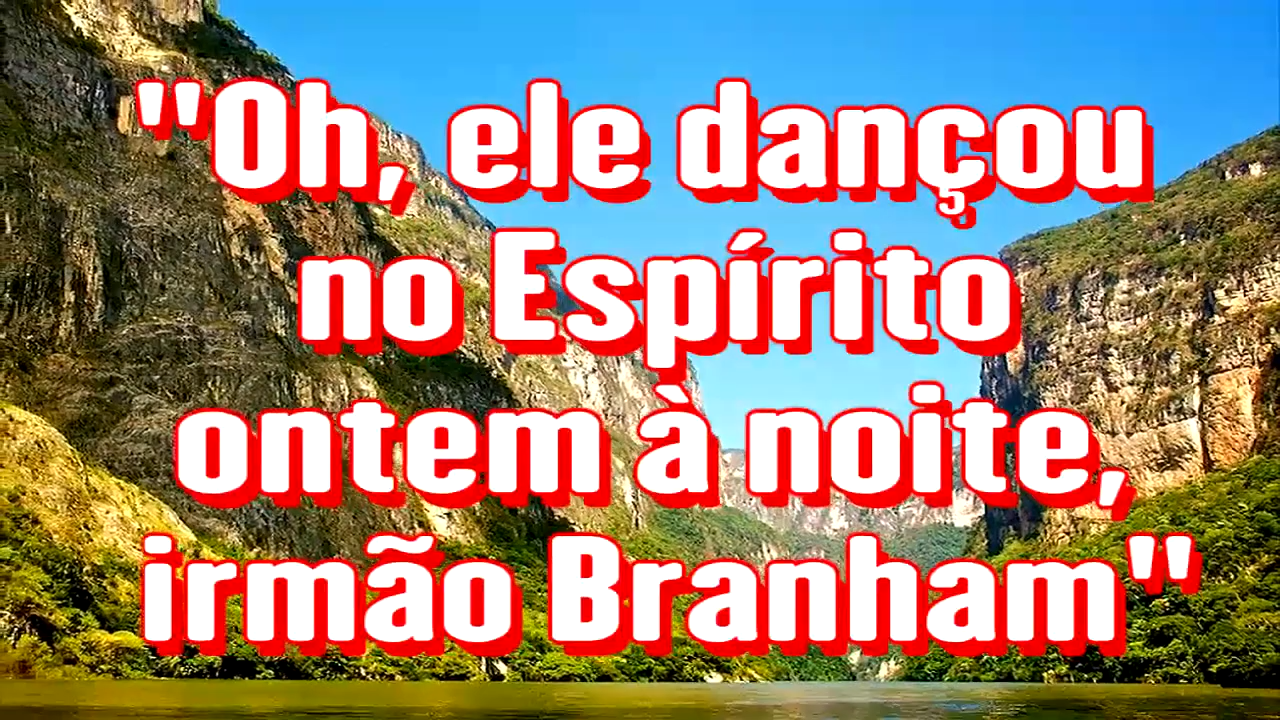 "Oh, ele dançou
no Espírito
ontem à noite,
irmão Branham"